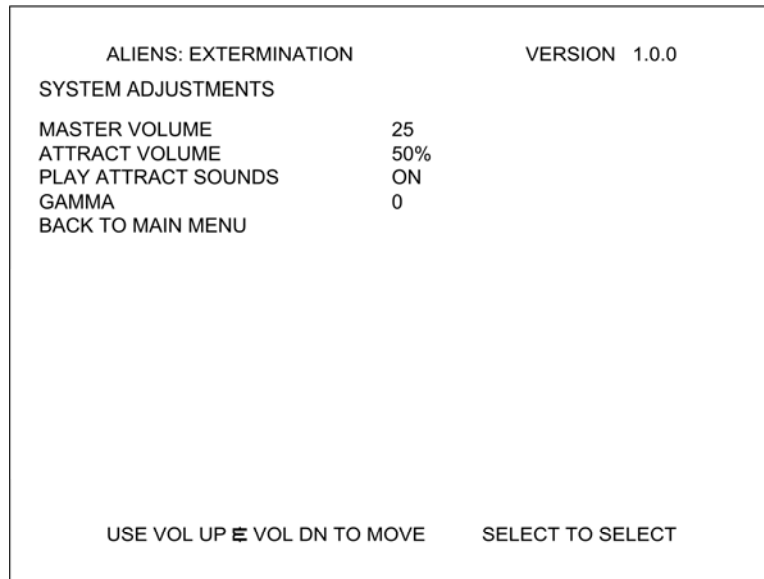 ALIENS: EXTERMINATION VERSION 1.0.0
SYSTEM ADJUSTMENTS
MASTER VOLUME 25
ATTRACT VOLUME 50%
PLAY ATTRACT SOUNDS ON
GAMMA 0
BACK TO MAIN MENU
USE VOL UP & VOL DN TO MOVE SELECT TO SELECT